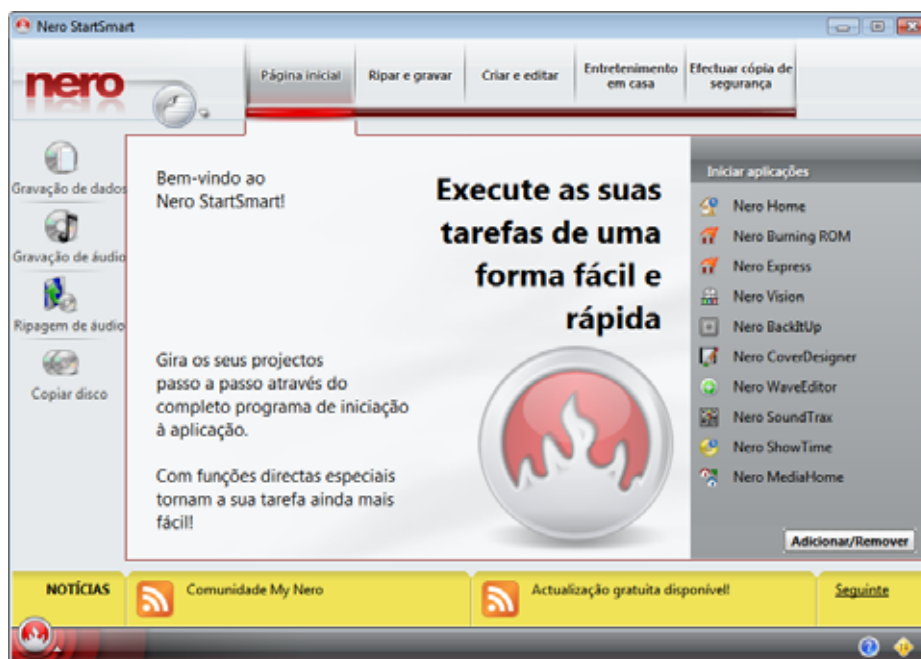 Nero StartSmart
nero
Página inicial
Ripar e gravar
Criar e editar
Entretenimento
em casa
Efectuar cópia de
segurança
Gravação de dados
Gravação de áudio
Ripagem de áudio
Copiar disco
Bem-vindo ao
Nero StartSmart!
Execute as suas
tarefas de uma
forma fácil e
rápida
Gira os seus projectos
passo a passo através do
completo programa de iniciação
à aplicação.
Com funções directas especiais
tornam a sua tarefa ainda mais
fácil!
Iniciar aplicações
Nero Home
Nero Burning ROM
Nero Express
Nero Vision
Nero BackItUp
Nero CoverDesigner
Nero WaveEditor
Nero SoundTrax
Nero ShowTime
Nero MediaHome
Adicionar/Remover
NOTÍCIAS
Comunidade My Nero
Actualização gratuita disponível!
Seguinte